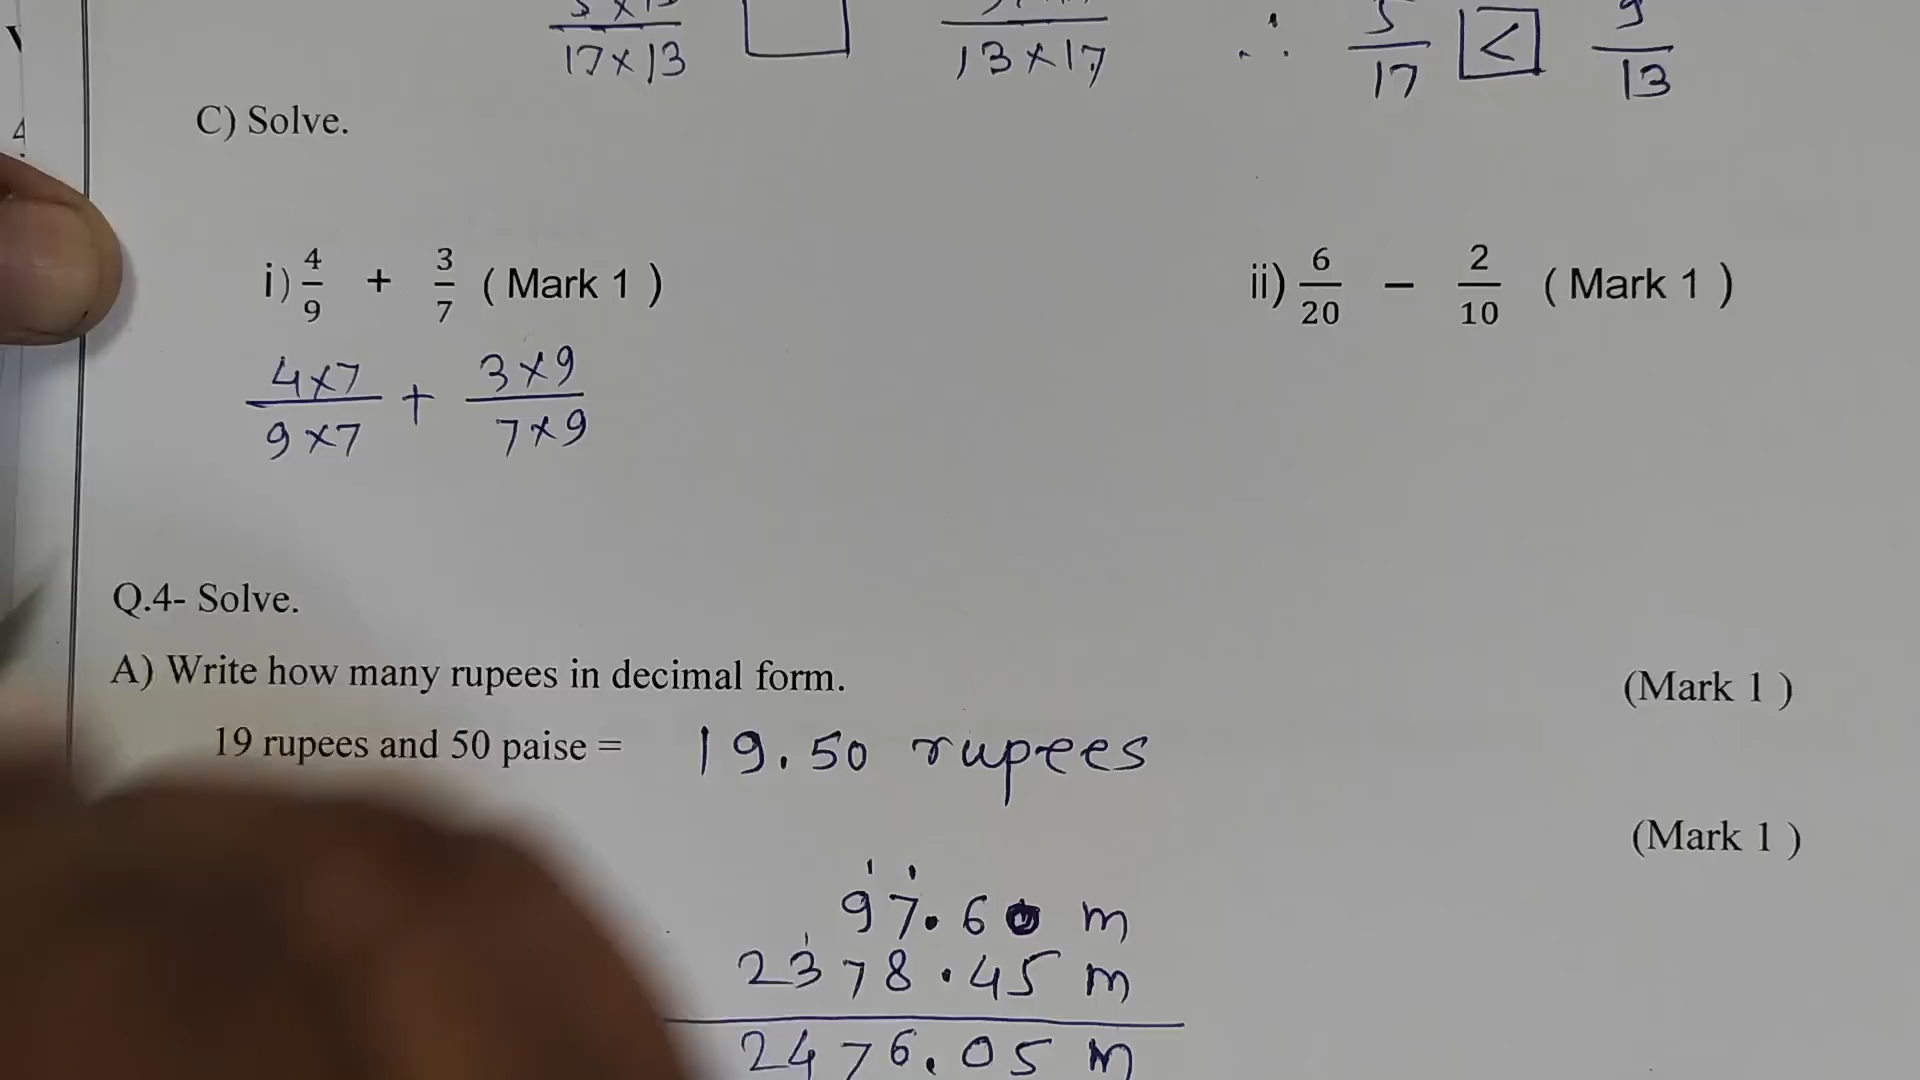 17×13 13×17 ∴ 5/17 < 9/13
C) Solve.
i) 4/9 + 3/7 ( Mark 1 ) ii) 6/20 − 2/10 ( Mark 1 )
4×7/9×7 + 3×9/7×9
Q.4- Solve.
A) Write how many rupees in decimal form. (Mark 1 )
19 rupees and 50 paise = 19.50 rupees
(Mark 1 )
1 1
97.60 m
1
2378.45 m
2476.05 m